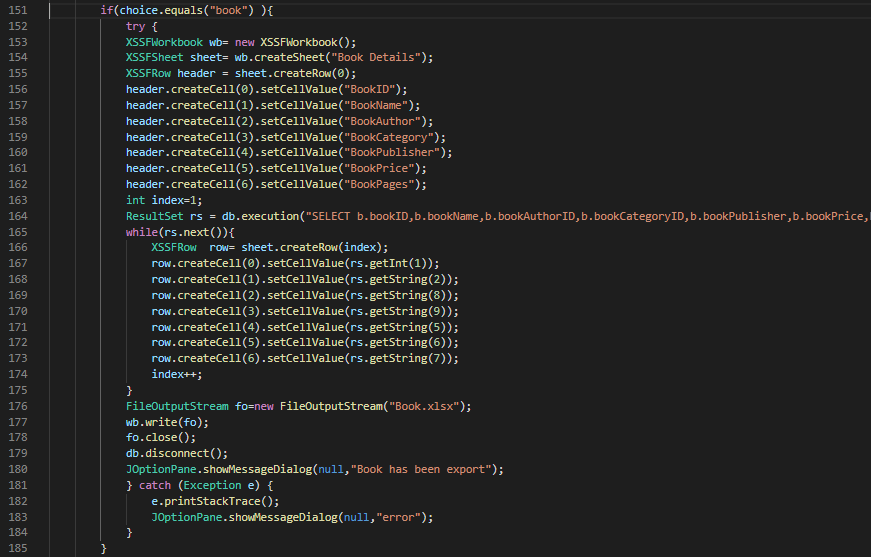 151 if(choice.equals("book") ){
152 try {
153 XSSFWorkbook wb= new XSSFWorkbook();
154 XSSFSheet sheet= wb.createSheet("Book Details");
155 XSSFRow header = sheet.createRow(0);
156 header.createCell(0).setCellValue("BookID");
157 header.createCell(1).setCellValue("BookName");
158 header.createCell(2).setCellValue("BookAuthor");
159 header.createCell(3).setCellValue("BookCategory");
160 header.createCell(4).setCellValue("BookPublisher");
161 header.createCell(5).setCellValue("BookPrice");
162 header.createCell(6).setCellValue("BookPages");
163 int index=1;
164 ResultSet rs = db.execution("SELECT b.bookID,b.bookName,b.bookAuthorID,b.bookCategoryID,b.bookPublisher,b.bookPrice,
165 while(rs.next()){
166 XSSFRow  row= sheet.createRow(index);
167 row.createCell(0).setCellValue(rs.getInt(1));
168 row.createCell(1).setCellValue(rs.getString(2));
169 row.createCell(2).setCellValue(rs.getString(8));
170 row.createCell(3).setCellValue(rs.getString(9));
171 row.createCell(4).setCellValue(rs.getString(5));
172 row.createCell(5).setCellValue(rs.getString(6));
173 row.createCell(6).setCellValue(rs.getString(7));
174 index++;
175 }
176 FileOutputStream fo=new FileOutputStream("Book.xlsx");
177 wb.write(fo);
178 fo.close();
179 db.disconnect();
180 JOptionPane.showMessageDialog(null,"Book has been export");
181 } catch (Exception e) {
182 e.printStackTrace();
183 JOptionPane.showMessageDialog(null,"error");
184 }
185 }